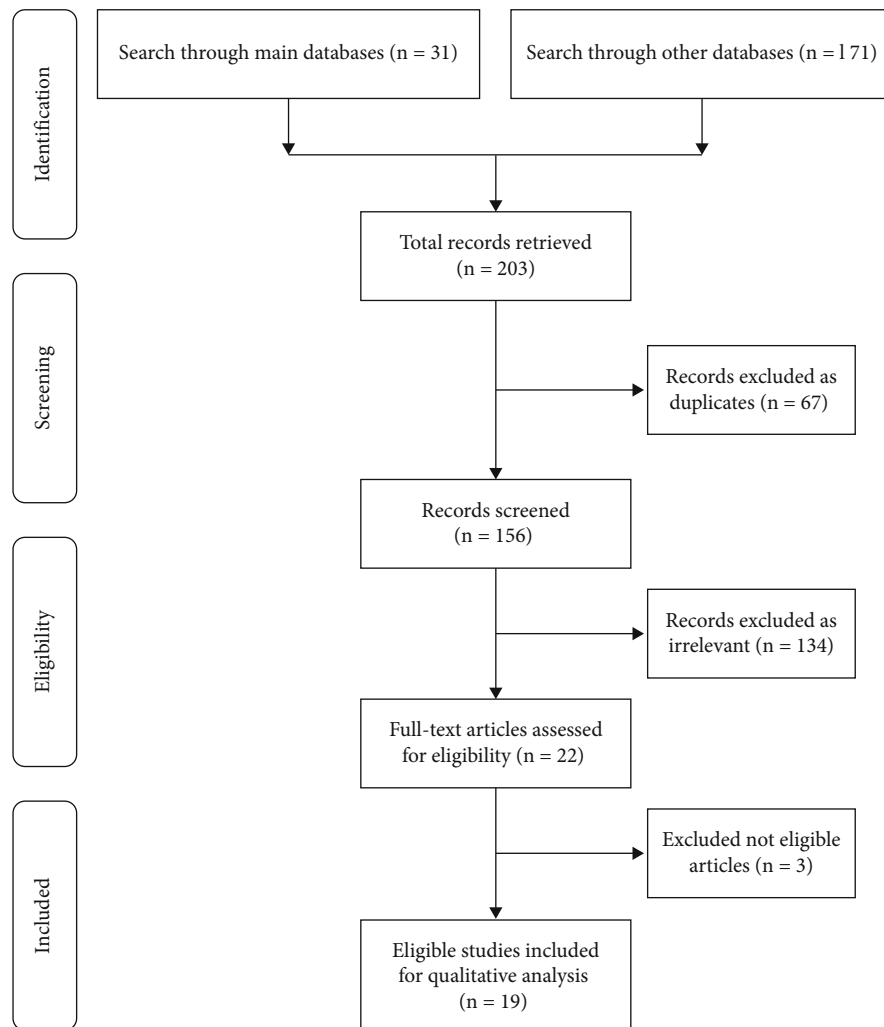 Identification
Search through main databases (n = 31)
Search through other databases (n = 171)
Total records retrieved
(n = 203)
Screening
Records excluded as
duplicates (n = 67)
Records screened
(n = 156)
Eligibility
Records excluded as
irrelevant (n = 134)
Full-text articles assessed
for eligibility (n = 22)
Included
Excluded not eligible
articles (n = 3)
Eligible studies included
for qualitative analysis
(n = 19)